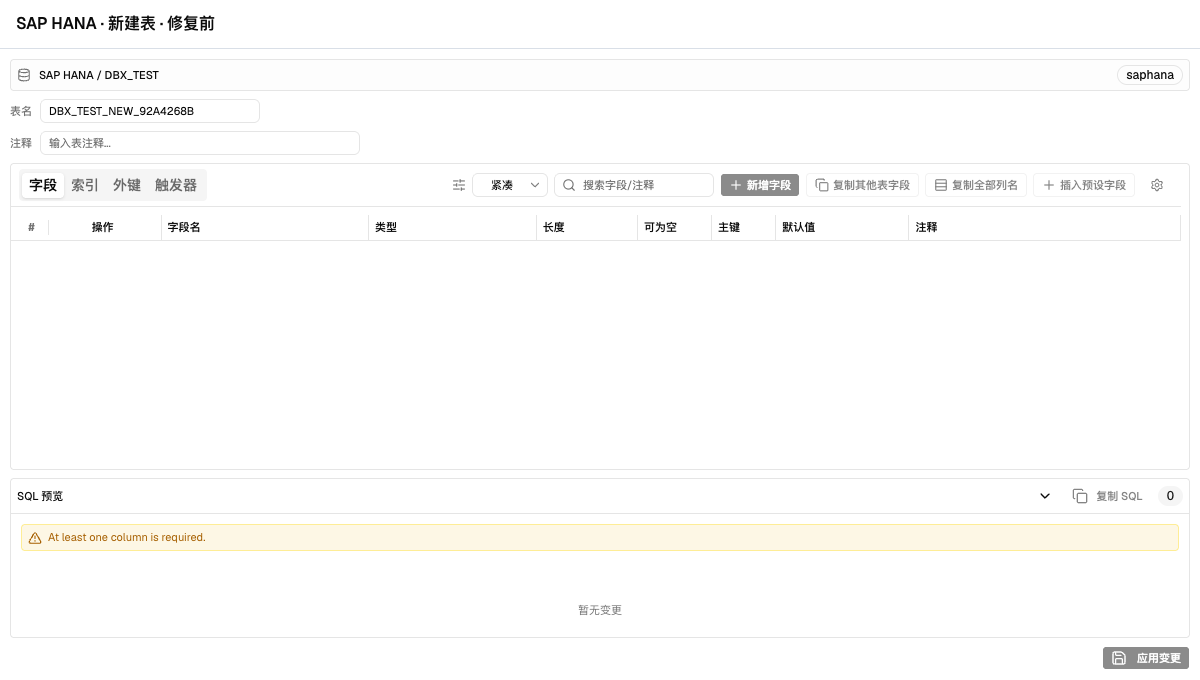 SAP HANA · 新建表 · 修复前
SAP HANA / DBX_TEST
saphana
表名
DBX_TEST_NEW_92A4268B
注释
输入表注释...
字段 索引 外键 触发器
紧凑
搜索字段/注释
新增字段
复制其他表字段
复制全部列名
插入预设字段
# 操作 字段名 类型 长度 可为空 主键 默认值 注释
SQL 预览
复制 SQL
0
At least one column is required.
暂无变更
应用变更